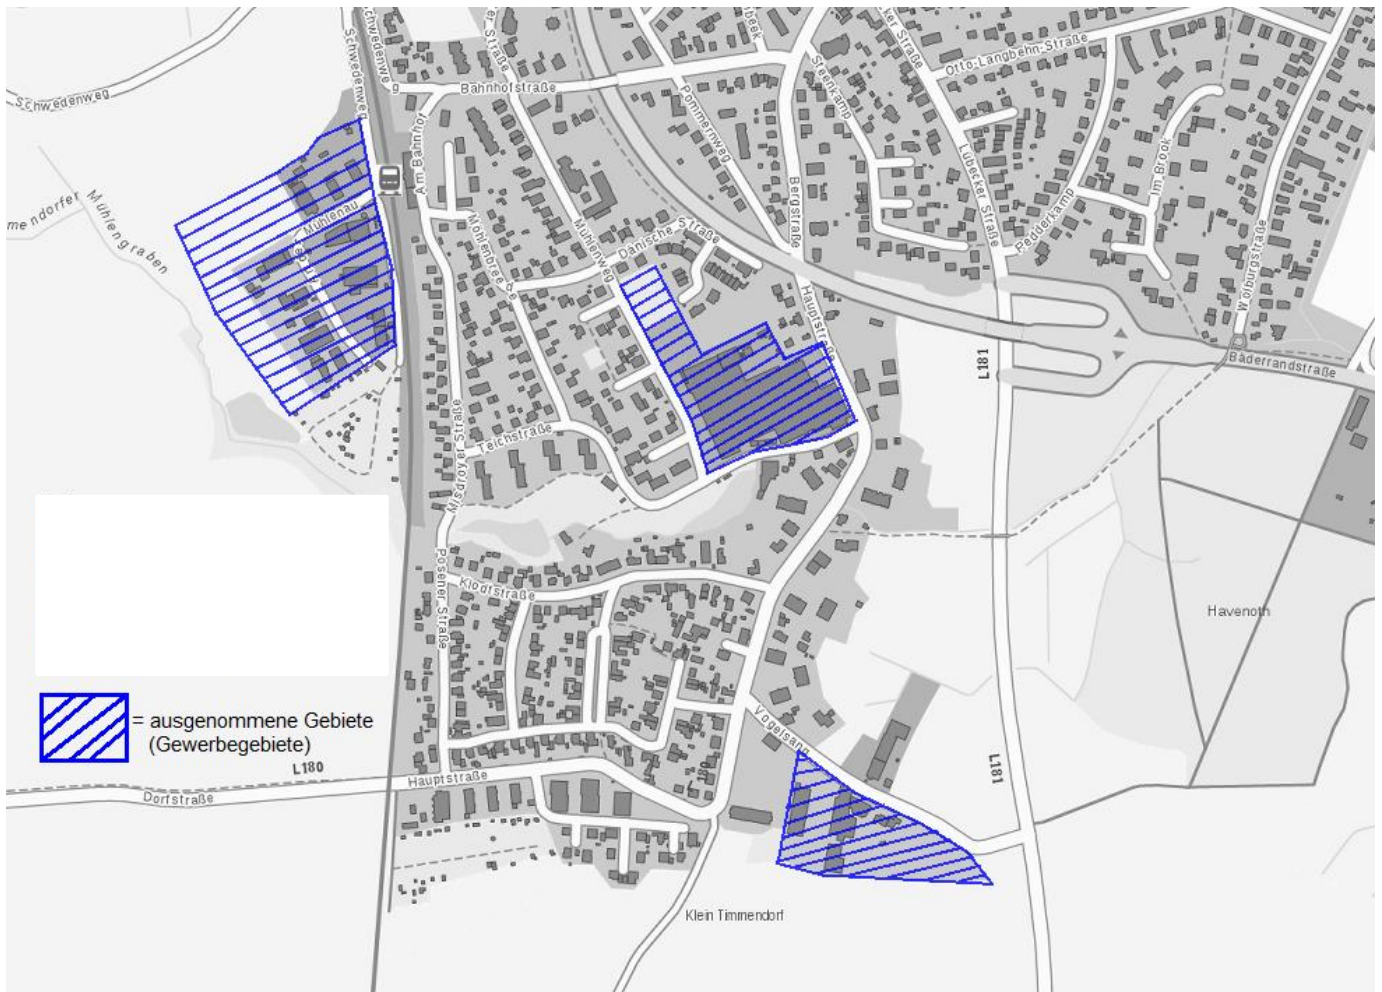 Schwedenweg
Schwedenweg
Schwedenweg
Bahnhofstraße
Am Bahnhof
Pommernweg
Steenkamp
Otto-Langbehn-Straße
Lübecker Straße
Im Brook
Pedderkamp
Wolburgstraße
Bergstraße
Mühlengraben
Mühlenau
Mühlenweg
Dänische Straße
Hauptstraße
L181
Bäderrandstraße
Teichstraße
Misdroyer Straße
Posener Straße
Klopfstraße
Havenoth
= ausgenommene Gebiete
(Gewerbegebiete)
Vogelsang
L180
L181
Hauptstraße
Dorfstraße
Klein Timmendorf